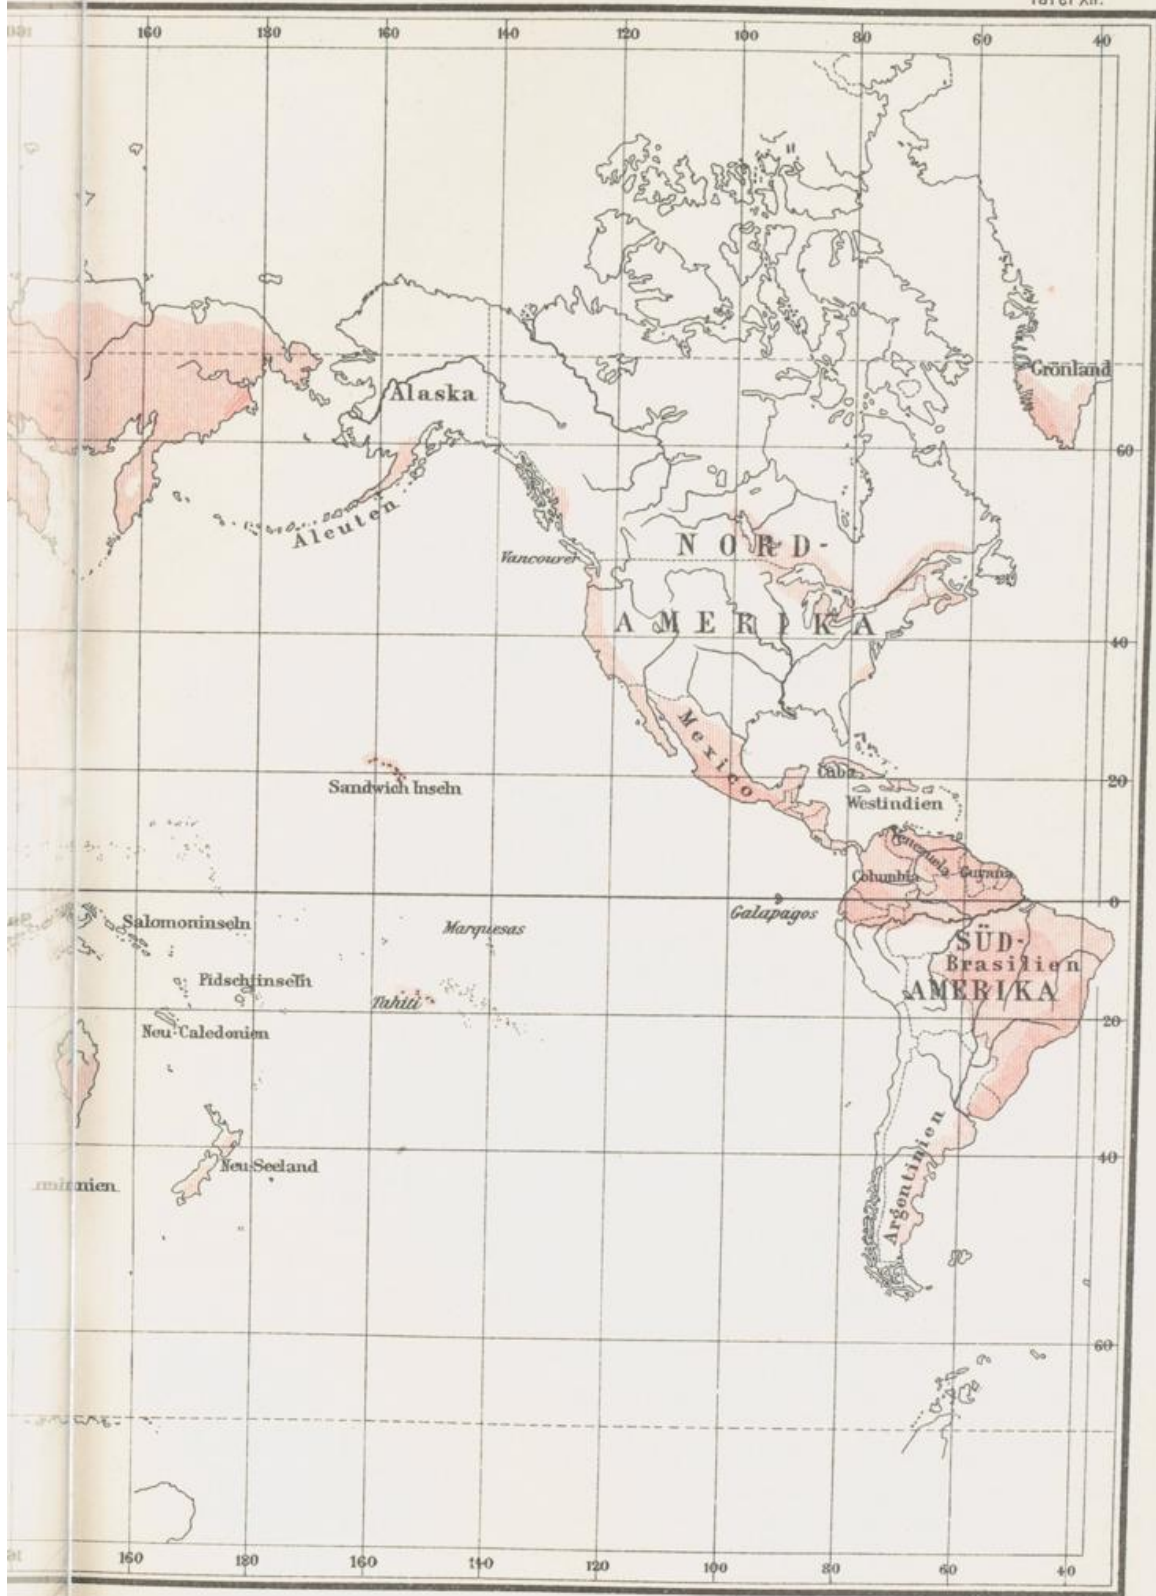 160 180 160 140 120 100 80 60 40
Grönland
Alaska
60
Aleuten
NORD-
Vancouver
AMERIKA
40
Mexico
Cuba
20
Sandwich Inseln
Westindien
Venezuela
Columbia
Guyana
0
Galapagos
Salomoninseln
Marquesas
SÜD-
Brasilien
Fidschiinseln
AMERIKA
Tahiti
20
Neu-Caledonien
Argentinien
40
Neu-Seeland
60
160 180 160 140 120 100 80 60 40